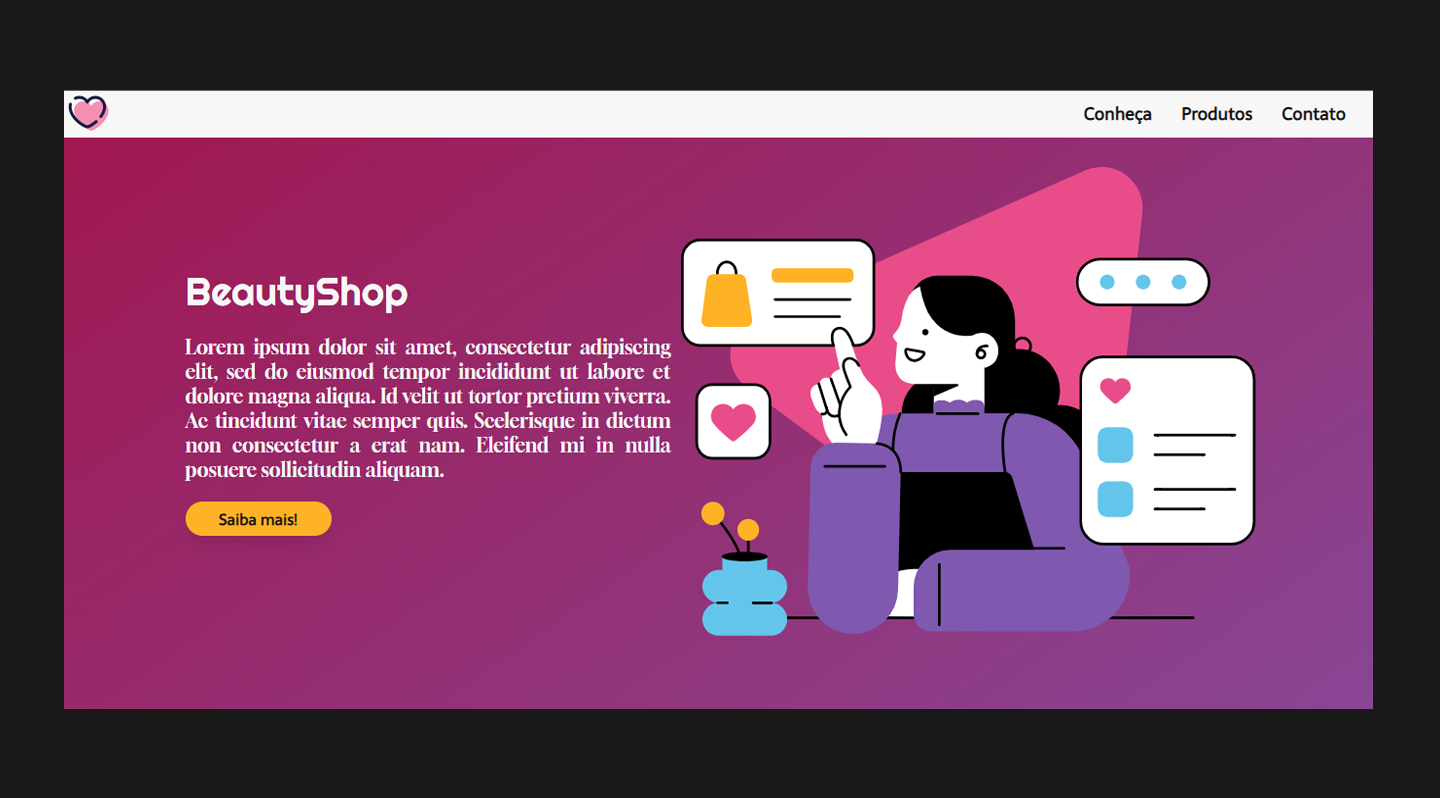 Conheça Produtos Contato
BeautyShop
Lorem ipsum dolor sit amet, consectetur adipiscing
elit, sed do eiusmod tempor incididunt ut labore et
dolore magna aliqua. Id velit ut tortor pretium viverra.
Ac tincidunt vitae semper quis. Scelerisque in dictum
non consectetur a erat nam. Eleifend mi in nulla
posuere sollicitudin aliquam.
Saiba mais!